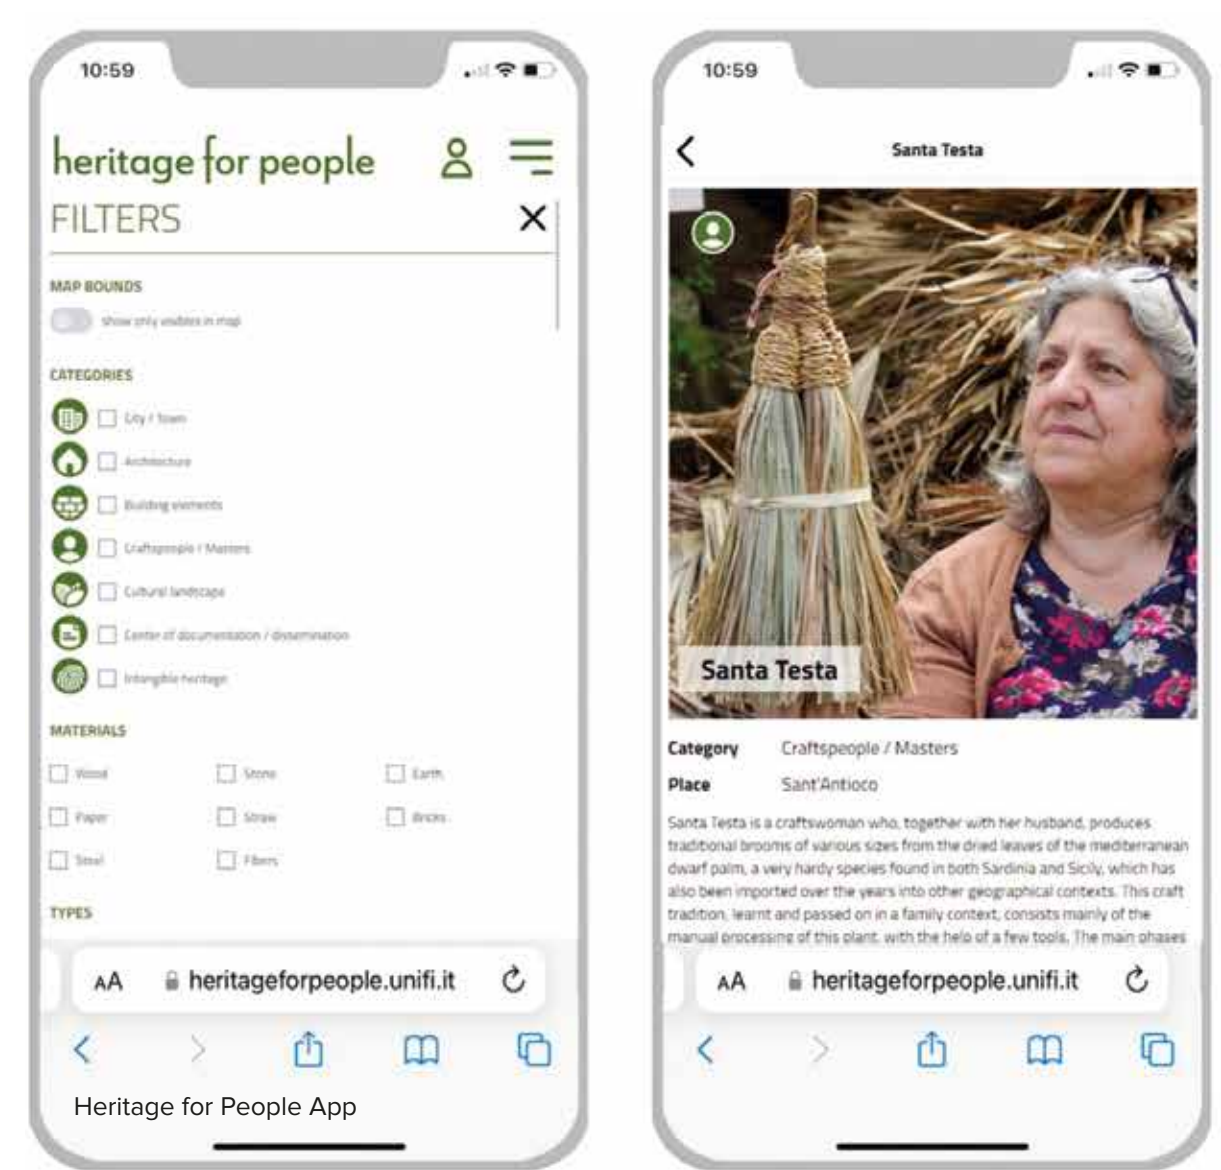 10:59
heritage for people
FILTERS
MAP BOUNDS
show only visibles in map
CATEGORIES
City / Town
Architecture
Building elements
Craftspeople / Masters
Cultural landscape
Center of documentation / dissemination
Intangible heritage
MATERIALS
Wood Stone Earth
Paper Straw Bricks
Steel Fibers
TYPES
AA heritageforpeople.unifi.it
Heritage for People App
10:59
Santa Testa
Santa Testa
Category Craftspeople / Masters
Place Sant'Antioco
Santa Testa is a craftswoman who, together with her husband, produces
traditional brooms of various sizes from the dried leaves of the mediterranean
dwarf palm, a very hardy species found in both Sardinia and Sicily, which has
also been imported over the years into other geographical contexts. This craft
tradition, learnt and passed on in a family context, consists mainly of the
manual processing of this plant, with the help of a few tools. The main phases
AA heritageforpeople.unifi.it